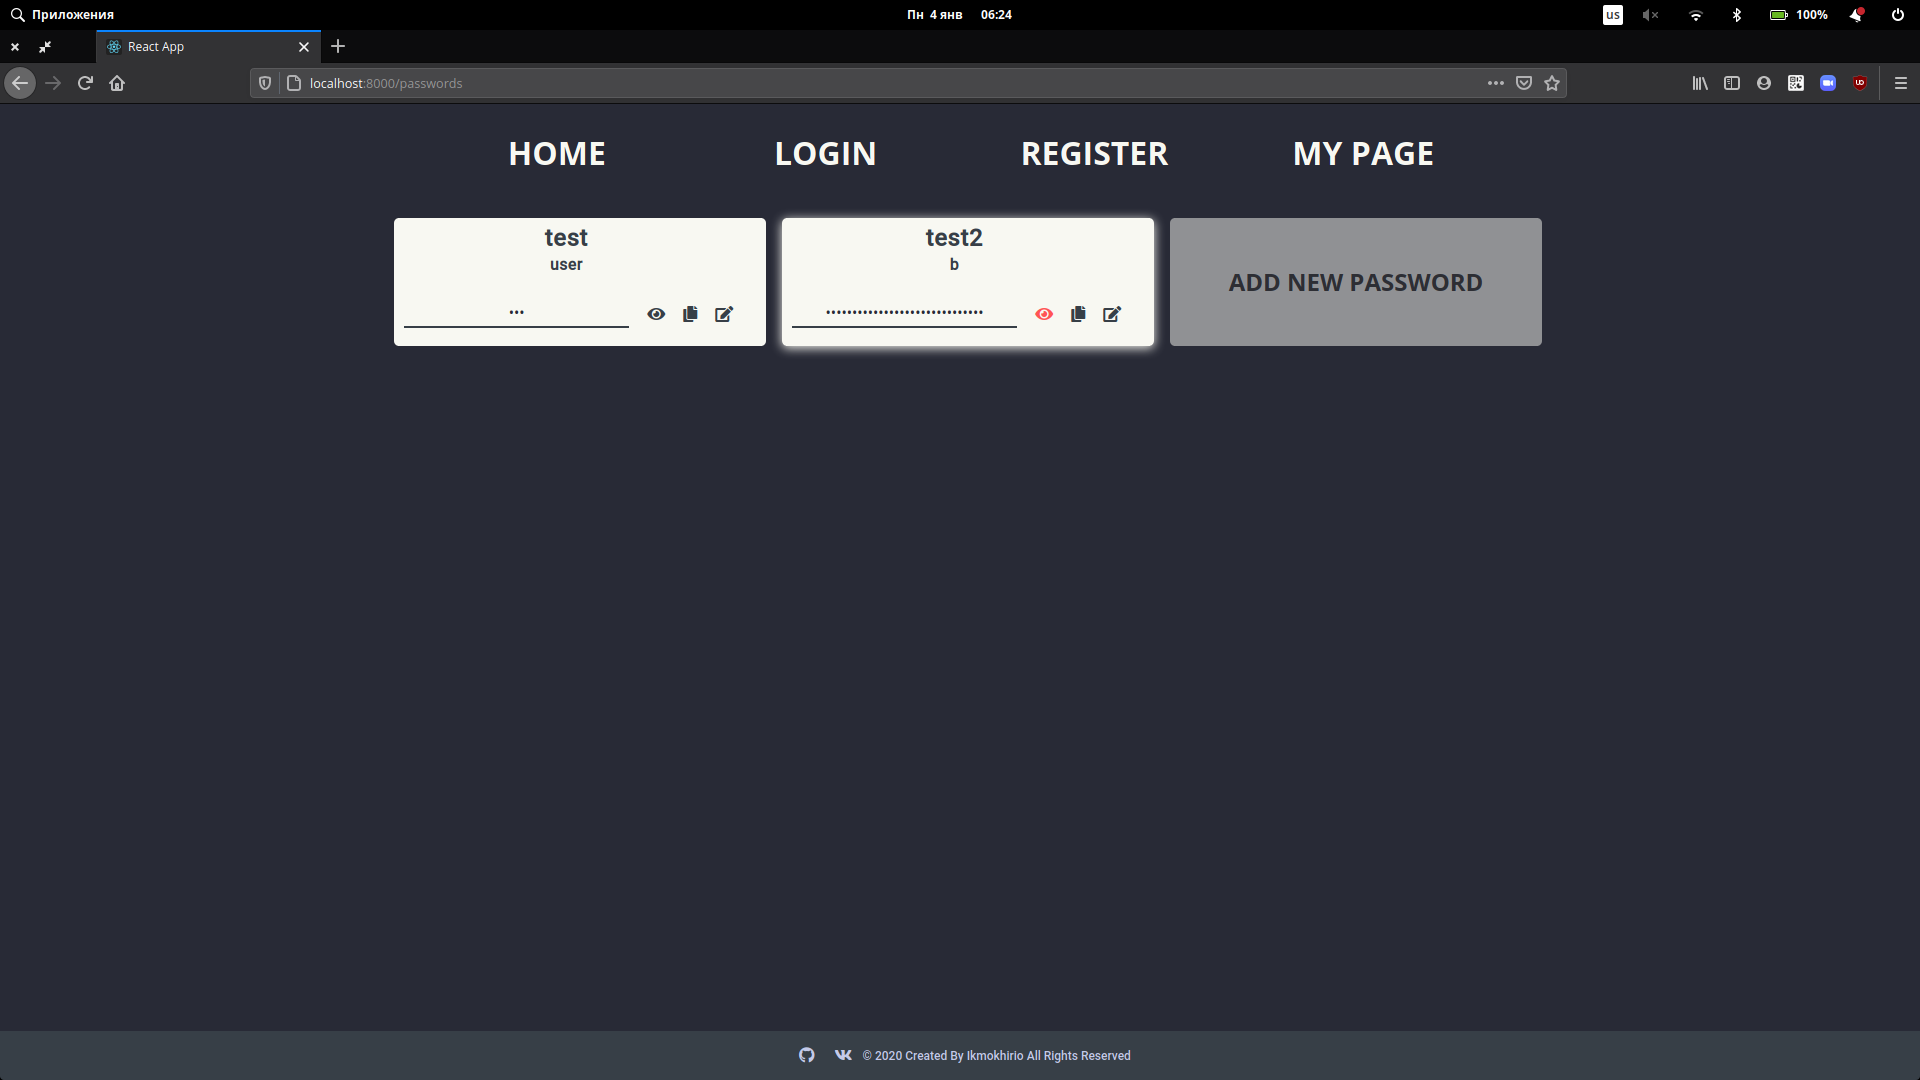 Приложения Пн 4 янв 06:24 us 100%
React App
localhost:8000/passwords
HOME LOGIN REGISTER MY PAGE
test
user
•••
test2
b
••••••••••••••••••••••••••••••
ADD NEW PASSWORD
© 2020 Created By Ikmokhirio All Rights Reserved